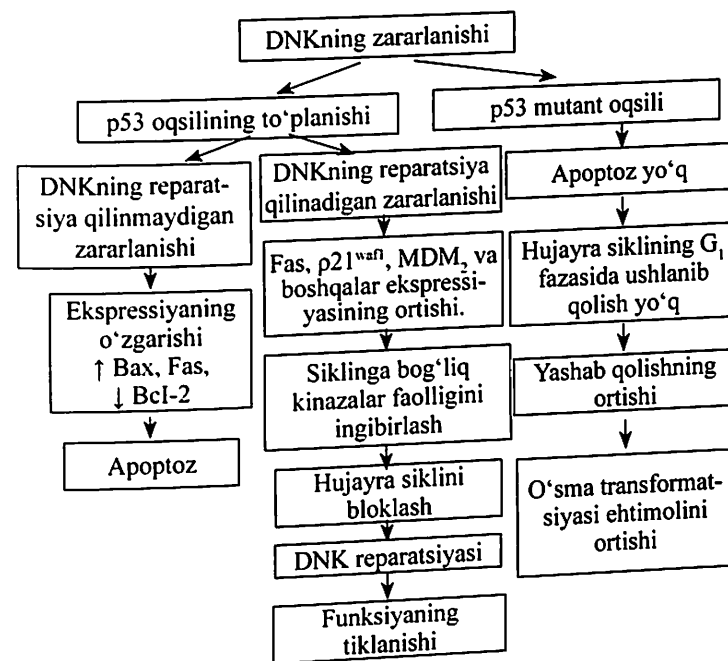 DNKning zararlanishi
p53 oqsilining to‘planishi
p53 mutant oqsili
DNKning reparat-
siya qilinmaydigan
zararlanishi
Ekspressiyaning
o‘zgarishi
↑ Bax, Fas,
↓ BcI-2
Apoptoz
DNKning reparatsiya
qilinadigan zararlanishi
Fas, ρ21ʷᵃᶠˡ, MDM₂ va
boshqalar ekspressi-
yasining ortishi.
Siklinga bog‘liq
kinazalar faolligini
ingibirlash
Hujayra siklini
bloklash
DNK reparatsiyasi
Funksiyaning
tiklanishi
Apoptoz yo‘q
Hujayra siklining G₁
fazasida ushlanib
qolish yo‘q
Yashab qolishning
ortishi
O‘sma transformat-
siyasi ehtimolini
ortishi